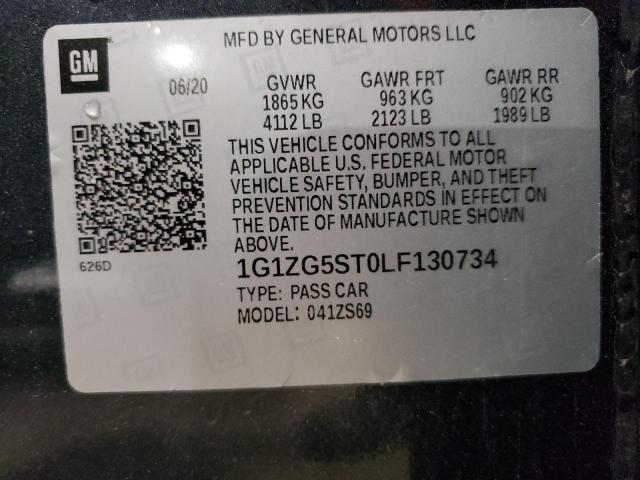 GM
MFD BY GENERAL MOTORS LLC
06/20 GVWR GAWR FRT GAWR RR
1865 KG 963 KG 902 KG
4112 LB 2123 LB 1989 LB
THIS VEHICLE CONFORMS TO ALL
APPLICABLE U.S. FEDERAL MOTOR
VEHICLE SAFETY, BUMPER, AND THEFT
PREVENTION STANDARDS IN EFFECT ON
THE DATE OF MANUFACTURE SHOWN
ABOVE.
626D
1G1ZG5ST0LF130734
TYPE: PASS CAR
MODEL: 041ZS69